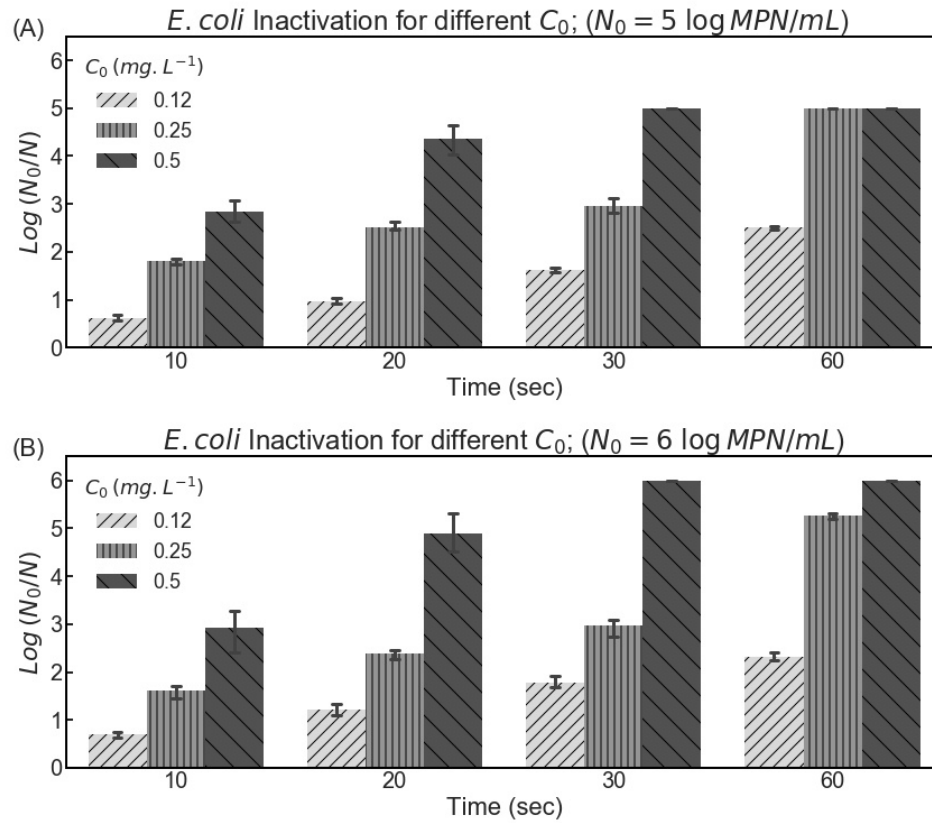 (A)
E. coli Inactivation for different C₀; (N₀ = 5 log MPN/mL)
C₀ (mg. L⁻¹)
0.12
0.25
0.5
6
5
4
3
2
1
0
Log (N₀/N)
10 20 30 60
Time (sec)
(B)
E. coli Inactivation for different C₀; (N₀ = 6 log MPN/mL)
C₀ (mg. L⁻¹)
0.12
0.25
0.5
6
5
4
3
2
1
0
Log (N₀/N)
10 20 30 60
Time (sec)